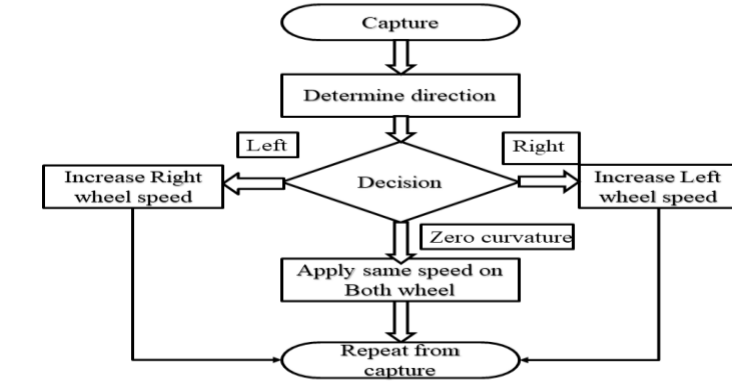 Capture
Determine direction
Left
Right
Increase Right
wheel speed
Decision
Increase Left
wheel speed
Zero curvature
Apply same speed on
Both wheel
Repeat from
capture